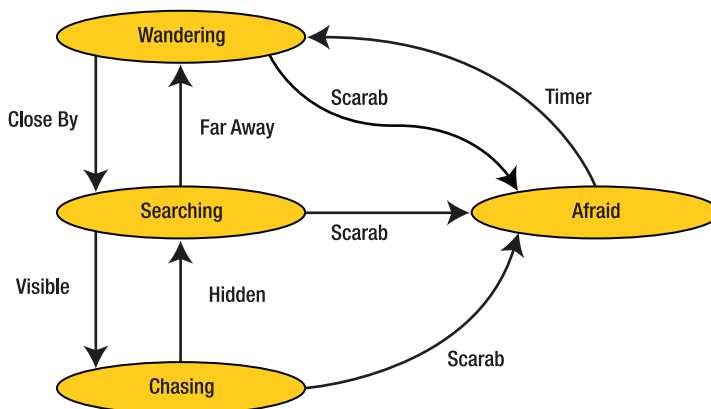 Wandering
Scarab
Timer
Close By
Far Away
Searching
Scarab
Afraid
Visible
Hidden
Scarab
Chasing